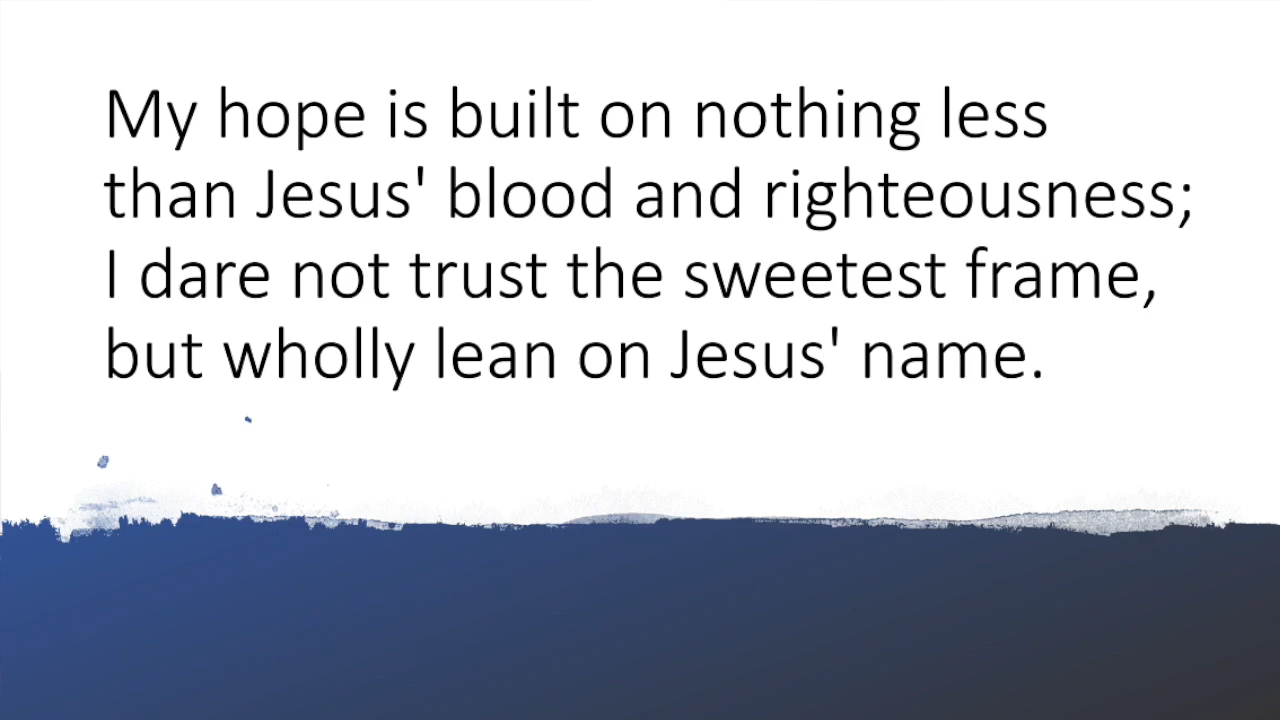 My hope is built on nothing less
than Jesus' blood and righteousness;
I dare not trust the sweetest frame,
but wholly lean on Jesus' name.